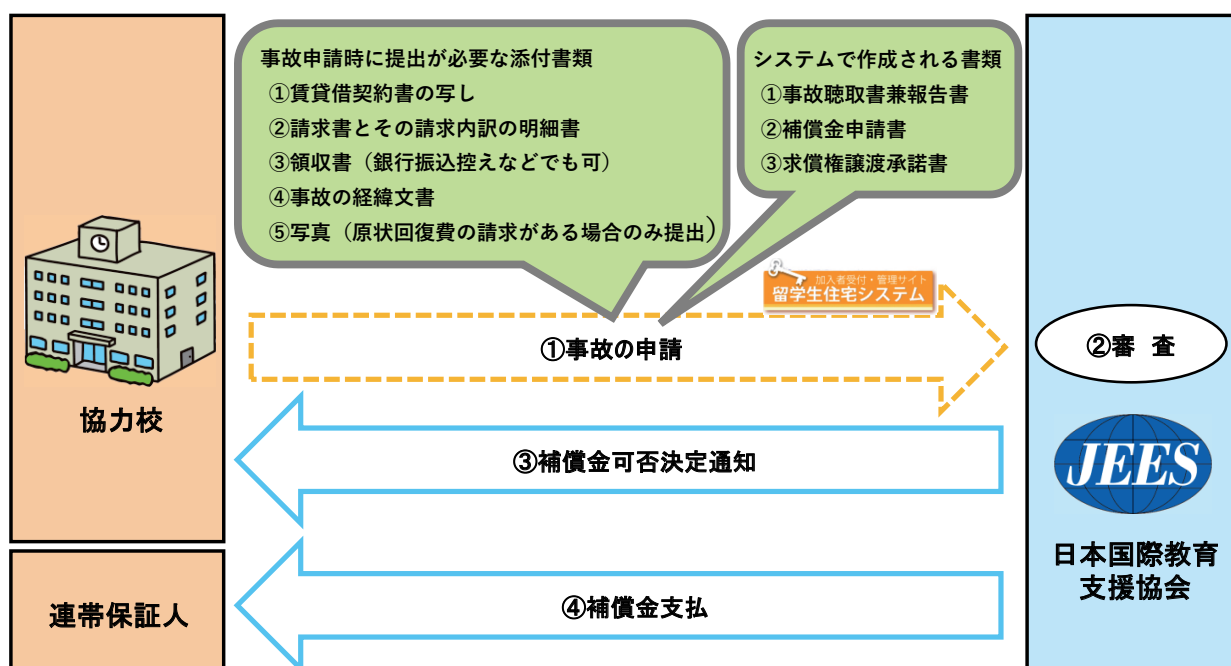 事故申請時に提出が必要な添付書類
①賃貸借契約書の写し
②請求書とその請求内訳の明細書
③領収書（銀行振込控えなどでも可）
④事故の経緯文書
⑤写真（原状回復費の請求がある場合のみ提出）
システムで作成される書類
①事故聴取書兼報告書
②補償金申請書
③求償権譲渡承諾書
加入者受付・管理サイト
留学生住宅システム
①事故の申請
②審 査
協力校
③補償金可否決定通知
JEES
日本国際教育
支援協会
連帯保証人
④補償金支払